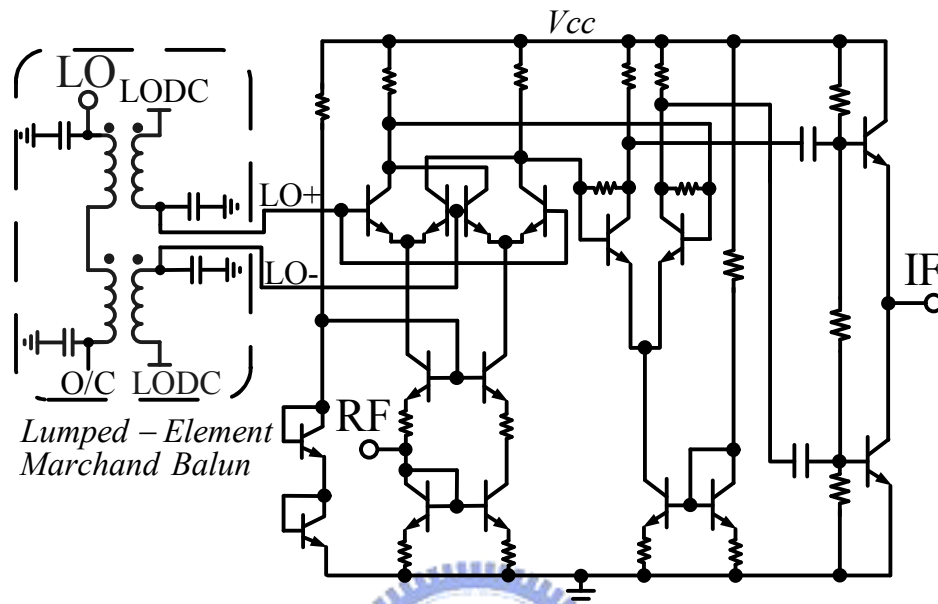 Vcc
LO
LODC
LO+
LO-
IF
O/C LODC
RF
Lumped – Element
Marchand Balun